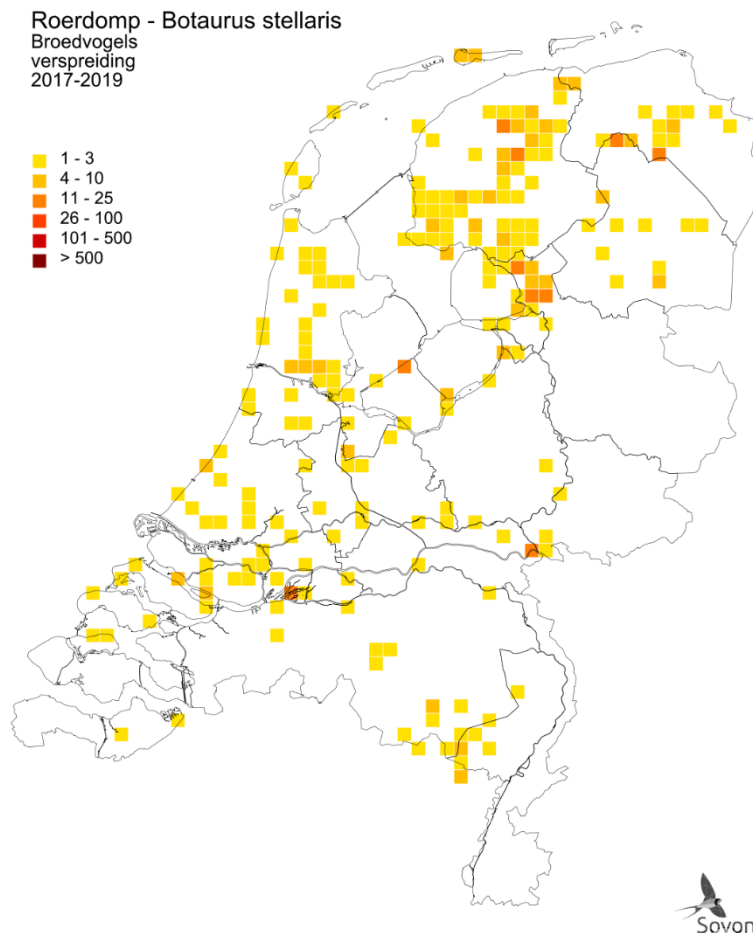 Roerdomp - Botaurus stellaris
Broedvogels
verspreiding
2017-2019
1 - 3
4 - 10
11 - 25
26 - 100
101 - 500
> 500
Sovon